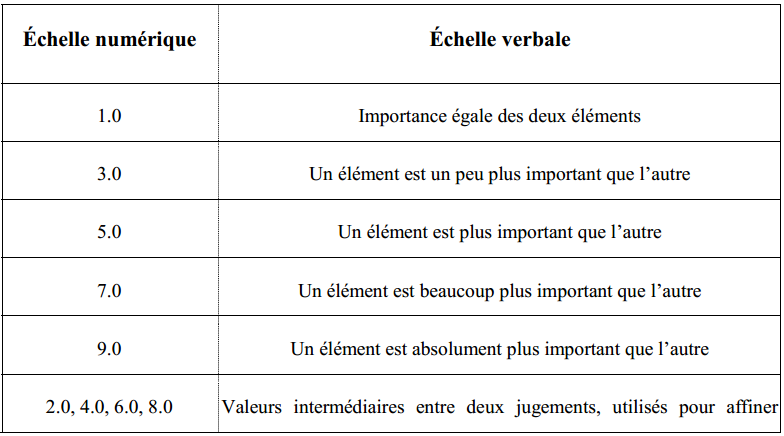 Échelle numérique Échelle verbale
1.0 Importance égale des deux éléments
3.0 Un élément est un peu plus important que l’autre
5.0 Un élément est plus important que l’autre
7.0 Un élément est beaucoup plus important que l’autre
9.0 Un élément est absolument plus important que l’autre
2.0, 4.0, 6.0, 8.0 Valeurs intermédiaires entre deux jugements, utilisés pour affiner